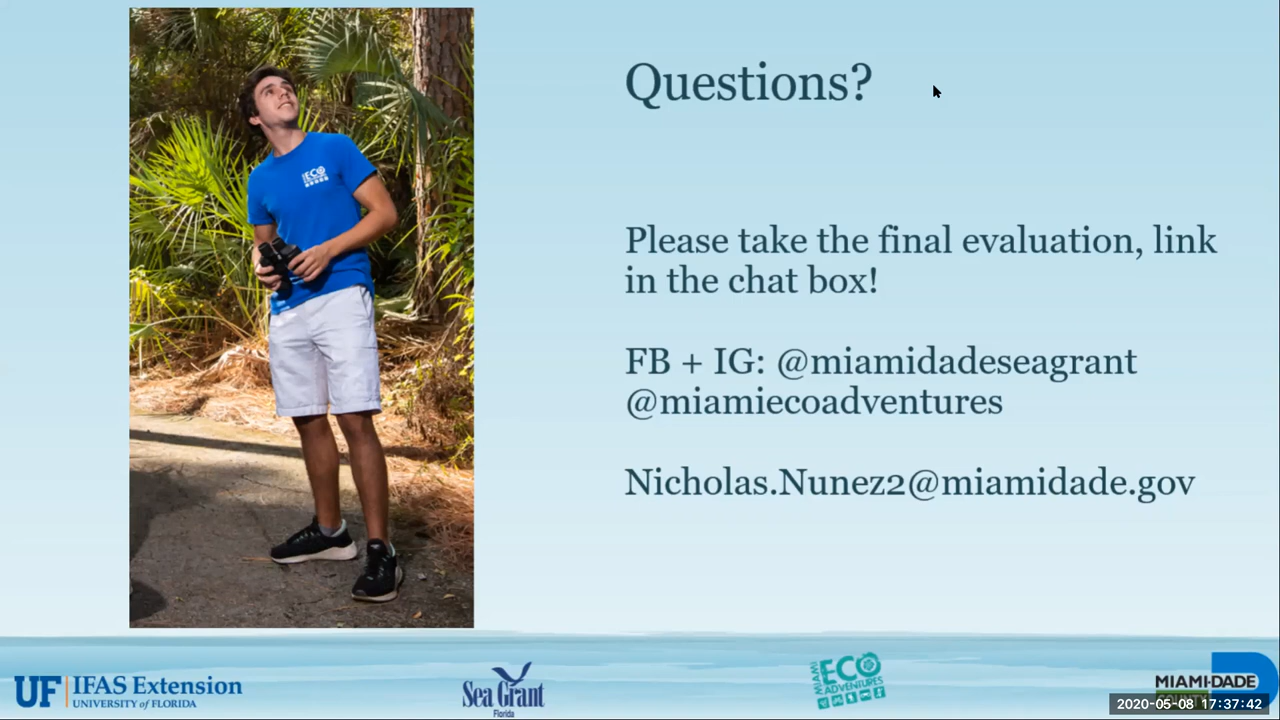 Questions?
Please take the final evaluation, link
in the chat box!
FB + IG: @miamidadeseagrant
@miamiecoadventures
Nicholas.Nunez2@miamidade.gov
ECO
UF IFAS Extension
UNIVERSITY of FLORIDA
Sea Grant
Florida
MIAMI ECO
ADVENTURES
MIAMI-DADE
COUNTY
2020-05-08 17:37:42